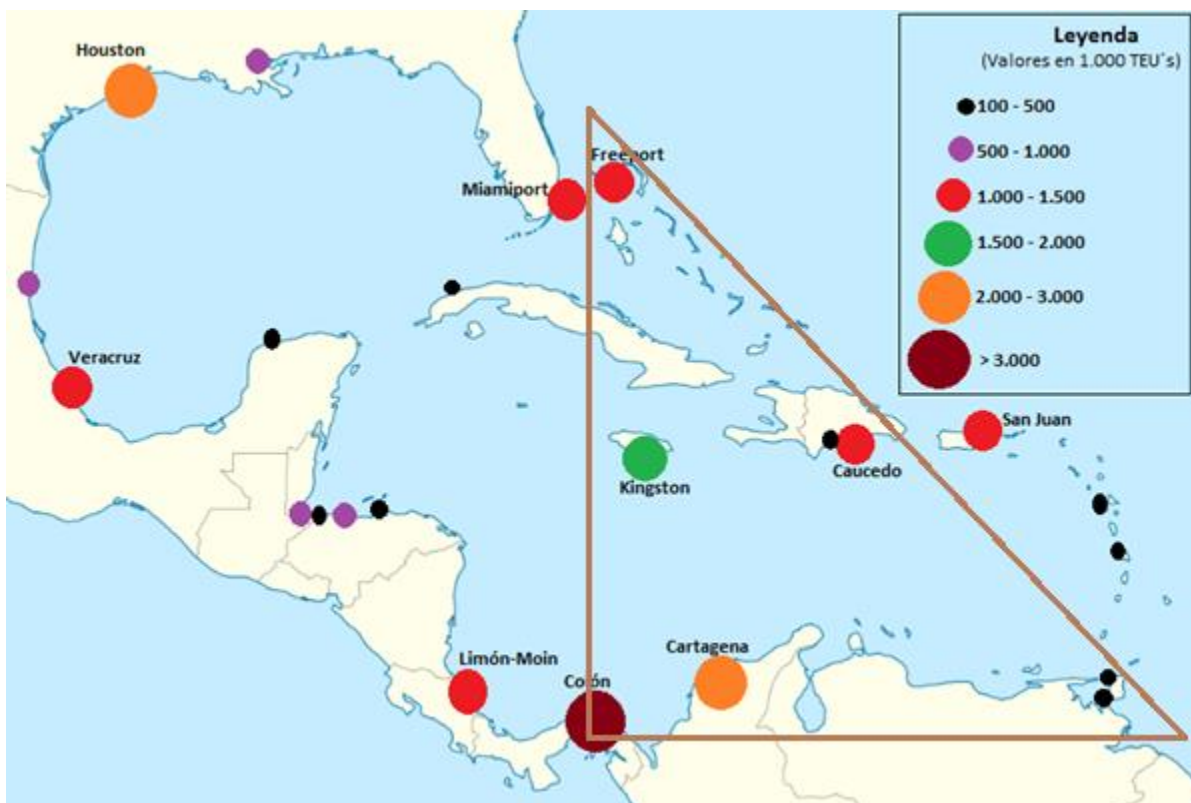 Houston
Leyenda
(Valores en 1.000 TEU´s)
100 - 500
500 - 1.000
1.000 - 1.500
1.500 - 2.000
2.000 - 3.000
> 3.000
Freeport
Miamiport
Veracruz
San Juan
Caucedo
Kingston
Cartagena
Limón-Moin
Colón